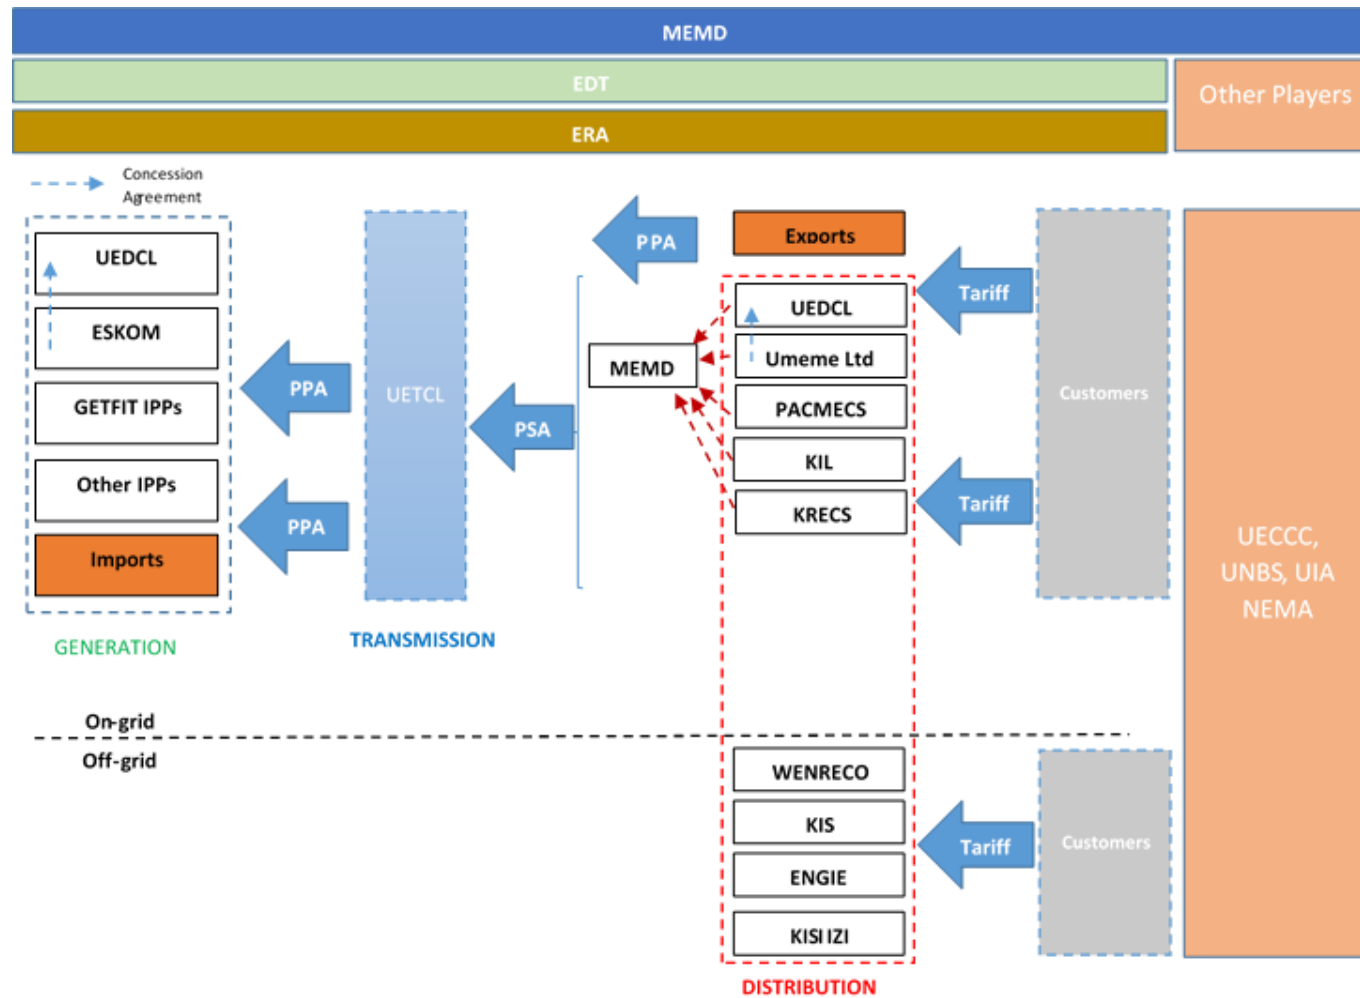 MEMD
EDT
Other Players
ERA
Concession
Agreement
UEDCL
ESKOM
GETFIT IPPs
Other IPPs
Imports
GENERATION
PPA
PPA
UETCL
TRANSMISSION
PSA
PPA
MEMD
Exports
UEDCL
Umeme Ltd
PACMECS
KIL
KRECS
Tariff
Tariff
Customers
UECCC,
UNBS, UIA
NEMA
On-grid
Off-grid
WENRECO
KIS
ENGIE
KISIIZI
DISTRIBUTION
Tariff
Customers